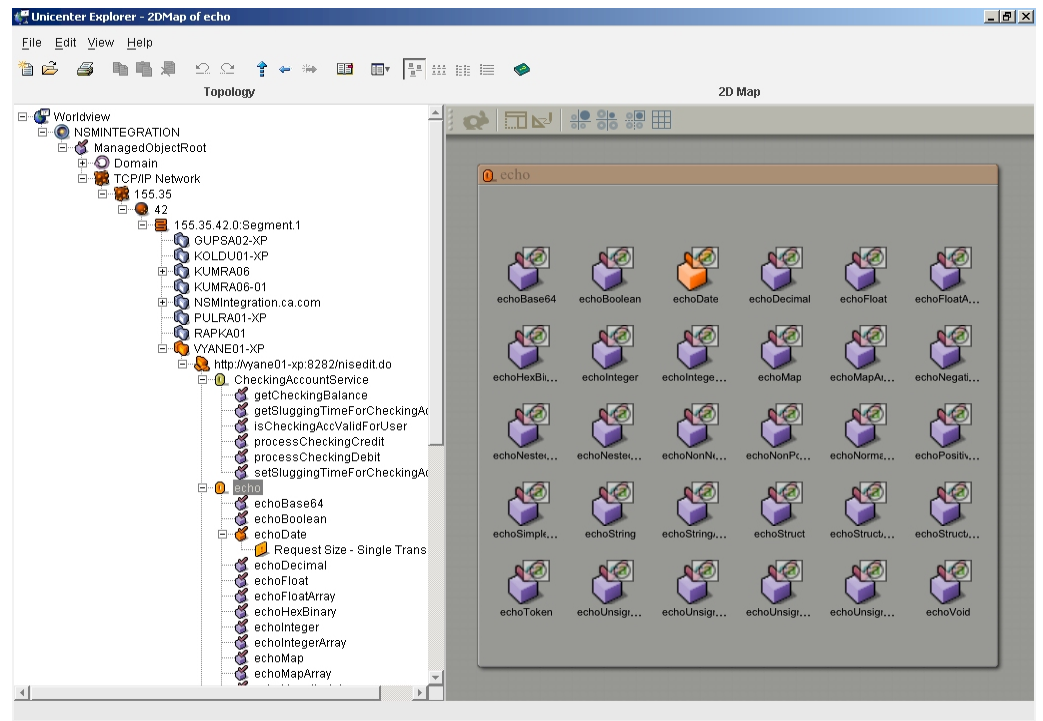 Unicenter Explorer - 2DMap of echo
File Edit View Help
Topology
2D Map
Worldview
NSMINTEGRATION
ManagedObjectRoot
Domain
TCP/IP Network
155.35
42
155.35.42.0:Segment.1
GUPSA02-XP
KOLDU01-XP
KUMRA06
KUMRA06-01
NSMIntegration.ca.com
PULRA01-XP
RAPKA01
VYANE01-XP
http://vyane01-xp:8282/nisedit.do
CheckingAccountService
getCheckingBalance
getSluggingTimeForCheckingAc
isCheckingAccValidForUser
processCheckingCredit
processCheckingDebit
setSluggingTimeForCheckingAc
echo
echoBase64
echoBoolean
echoDate
Request Size - Single Trans
echoDecimal
echoFloat
echoFloatArray
echoHexBinary
echoInteger
echoIntegerArray
echoMap
echoMapArray
echo
echoBase64 echoBoolean echoDate echoDecimal echoFloat echoFloatA...
echoHexBi... echoInteger echoIntege... echoMap echoMapAr... echoNegati...
echoNeste... echoNeste... echoNonN... echoNonPo... echoNorma... echoPositiv...
echoSimple... echoString echoString... echoStruct echoStruct... echoStruct...
echoToken echoUnsig... echoUnsig... echoUnsig... echoUnsig... echoVoid